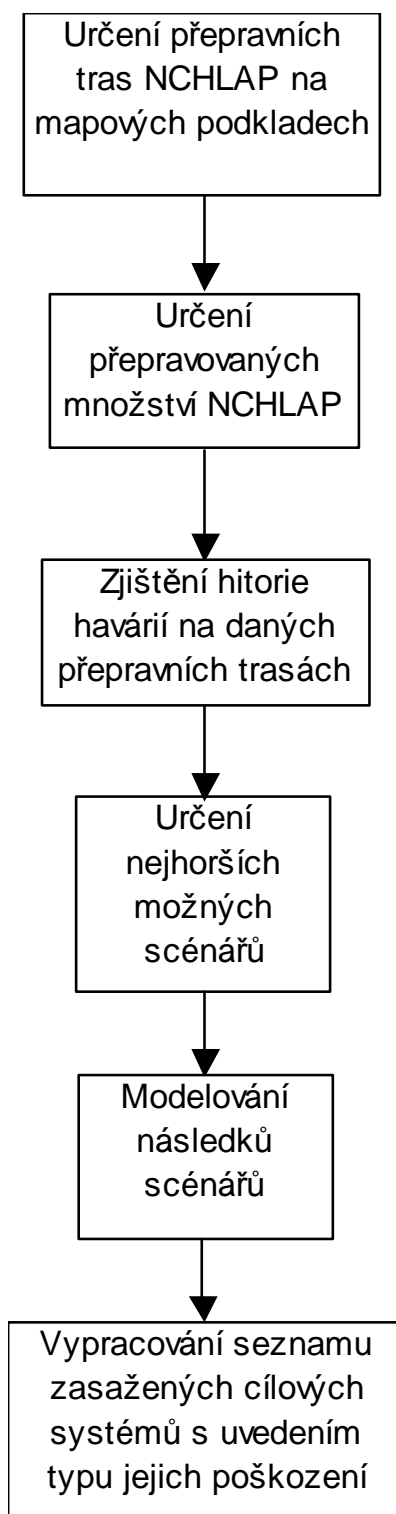 Určení přepravních
tras NCHLAP na
mapových podkladech
Určení
přepravovaných
množství NCHLAP
Zjištění hitorie
havárií na daných
přepravních trasách
Určení
nejhorších
možných
scénářů
Modelování
následků
scénářů
Vypracování seznamu
zasažených cílových
systémů s uvedením
typu jejich poškození